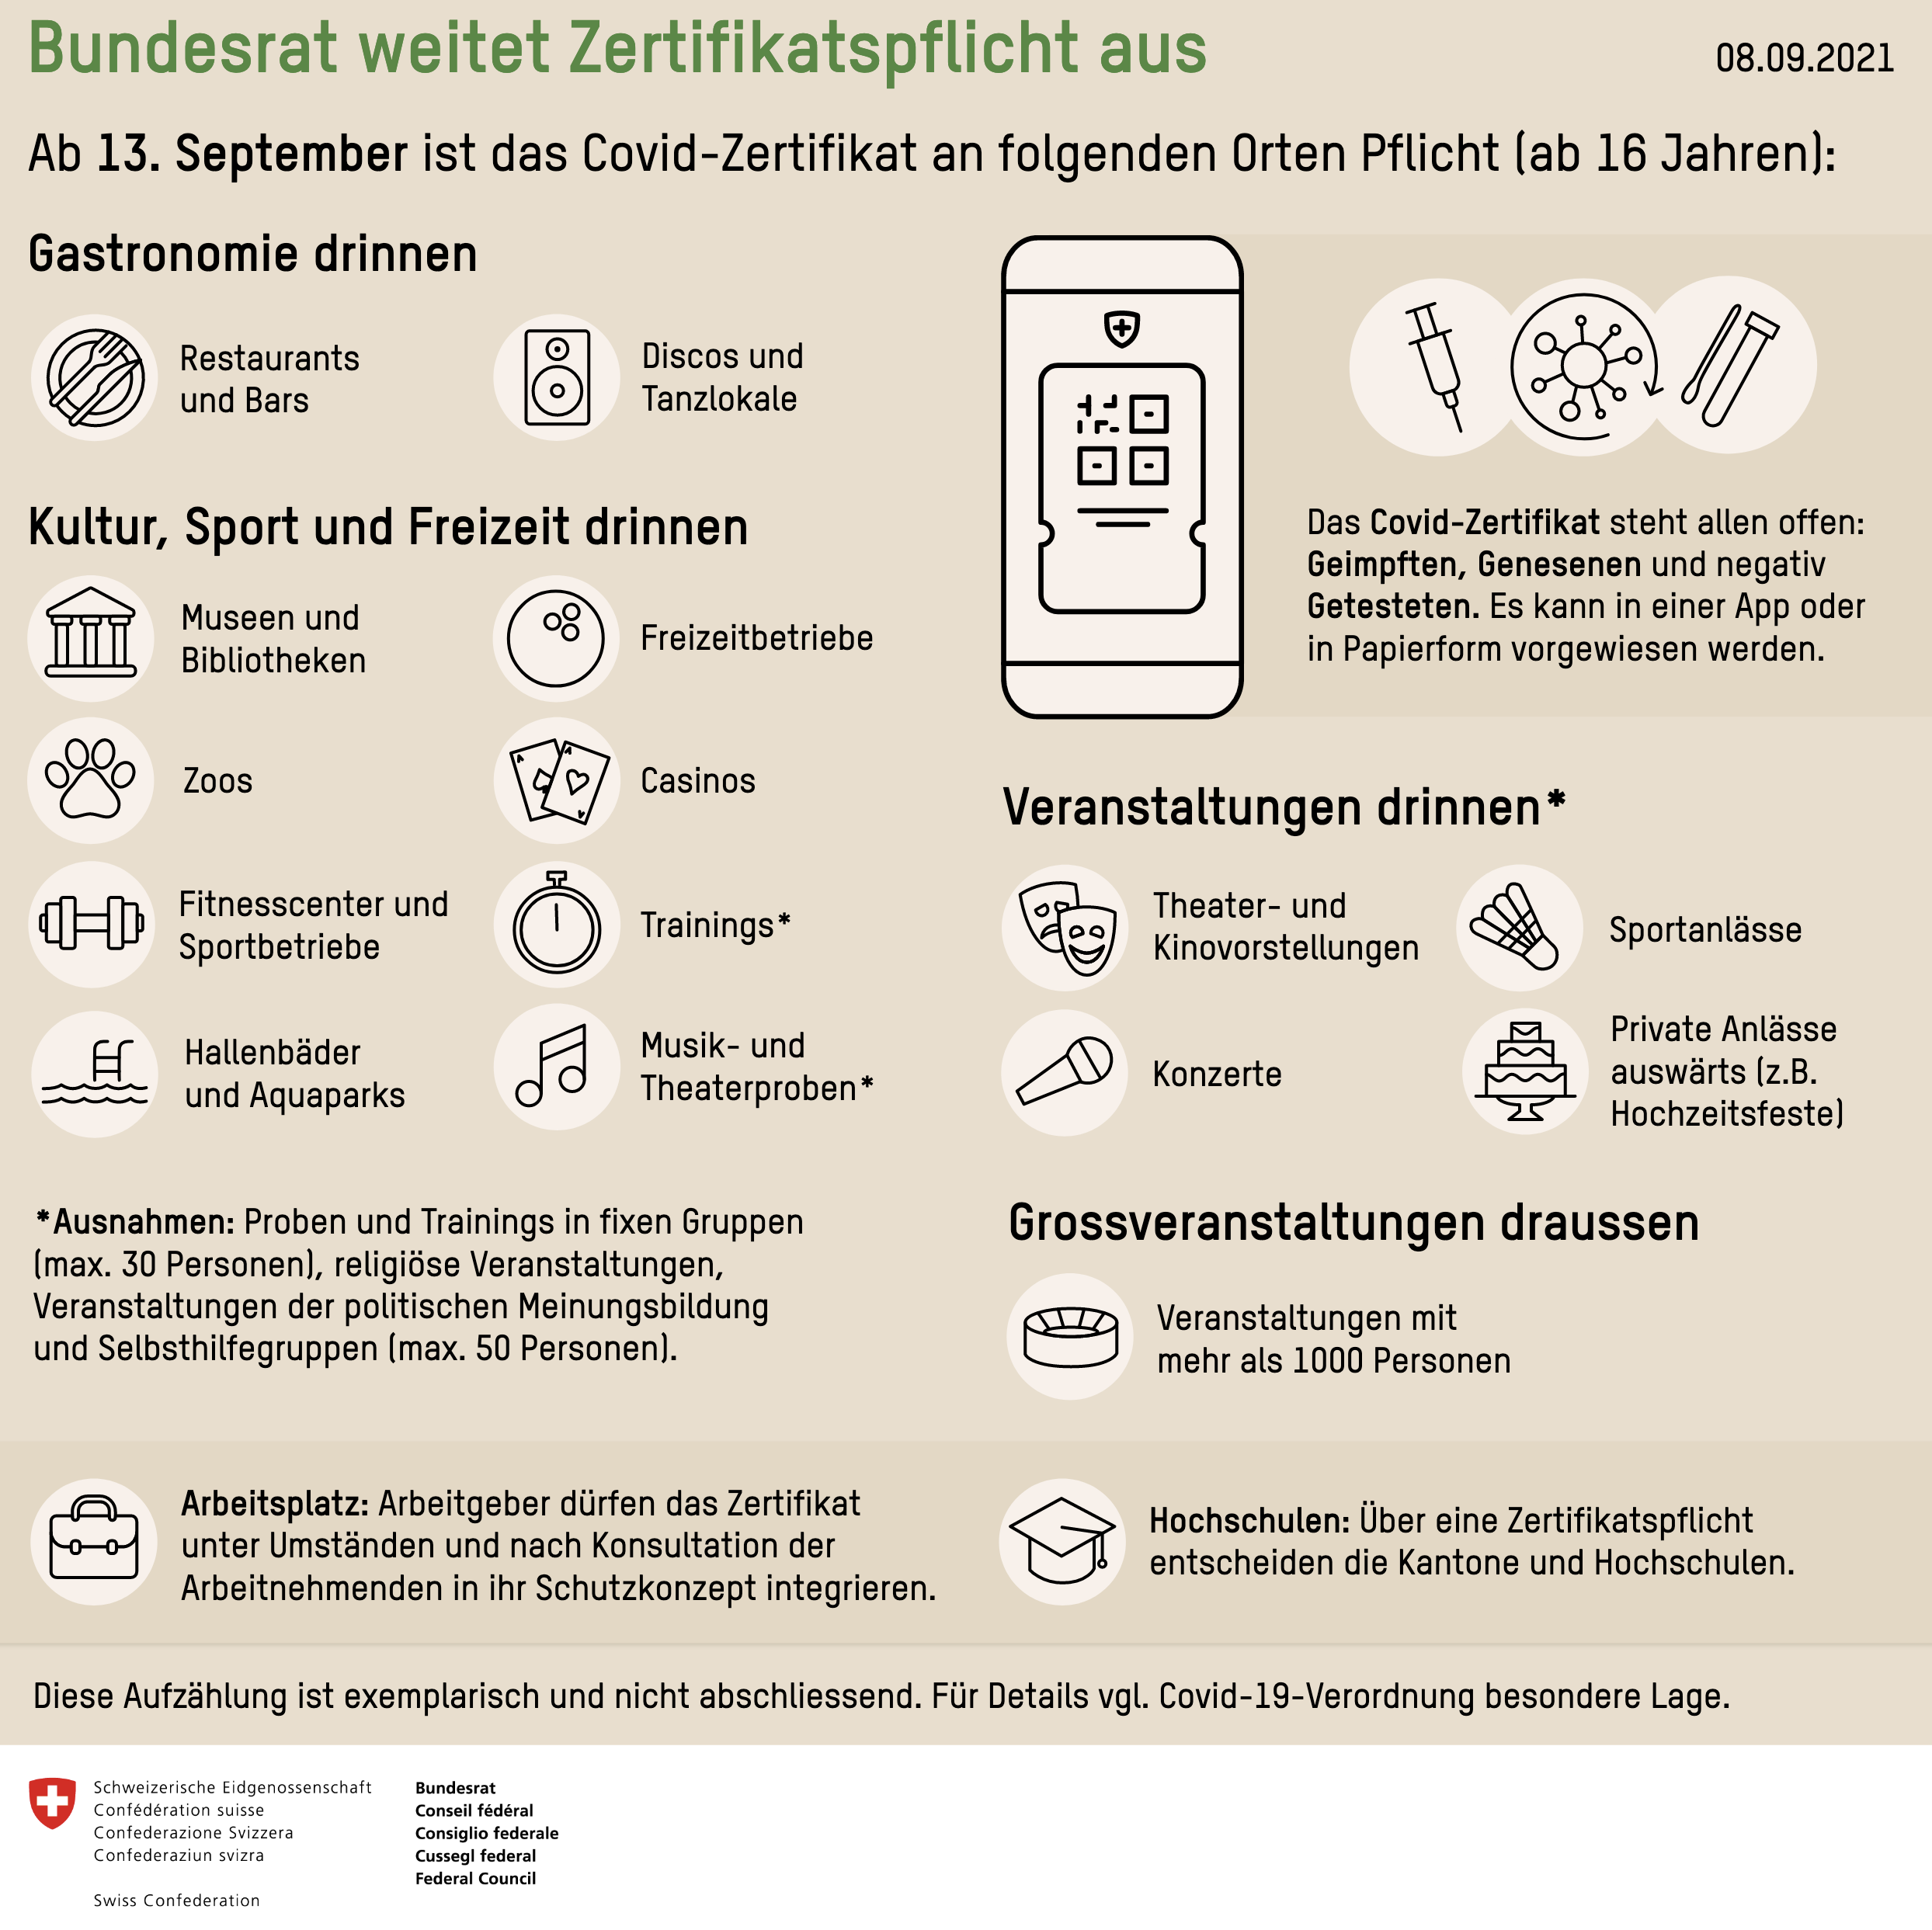 Bundesrat weitet Zertifikatspflicht aus
08.09.2021
Ab 13. September ist das Covid-Zertifikat an folgenden Orten Pflicht (ab 16 Jahren):
Gastronomie drinnen
Restaurants
und Bars
Discos und
Tanzlokale
Kultur, Sport und Freizeit drinnen
Museen und
Bibliotheken
Freizeitbetriebe
Zoos
Casinos
Fitnesscenter und
Sportbetriebe
Trainings*
Hallenbäder
und Aquaparks
Musik- und
Theaterproben*
*Ausnahmen: Proben und Trainings in fixen Gruppen
(max. 30 Personen), religiöse Veranstaltungen,
Veranstaltungen der politischen Meinungsbildung
und Selbsthilfegruppen (max. 50 Personen).
Das Covid-Zertifikat steht allen offen:
Geimpften, Genesenen und negativ
Getesteten. Es kann in einer App oder
in Papierform vorgewiesen werden.
Veranstaltungen drinnen*
Theater- und
Kinovorstellungen
Sportanlässe
Konzerte
Private Anlässe
auswärts (z.B.
Hochzeitsfeste)
Grossveranstaltungen draussen
Veranstaltungen mit
mehr als 1000 Personen
Arbeitsplatz: Arbeitgeber dürfen das Zertifikat
unter Umständen und nach Konsultation der
Arbeitnehmenden in ihr Schutzkonzept integrieren.
Hochschulen: Über eine Zertifikatspflicht
entscheiden die Kantone und Hochschulen.
Diese Aufzählung ist exemplarisch und nicht abschliessend. Für Details vgl. Covid-19-Verordnung besondere Lage.
Schweizerische Eidgenossenschaft
Confédération suisse
Confederazione Svizzera
Confederaziun svizra
Swiss Confederation
Bundesrat
Conseil fédéral
Consiglio federale
Cussegl federal
Federal Council